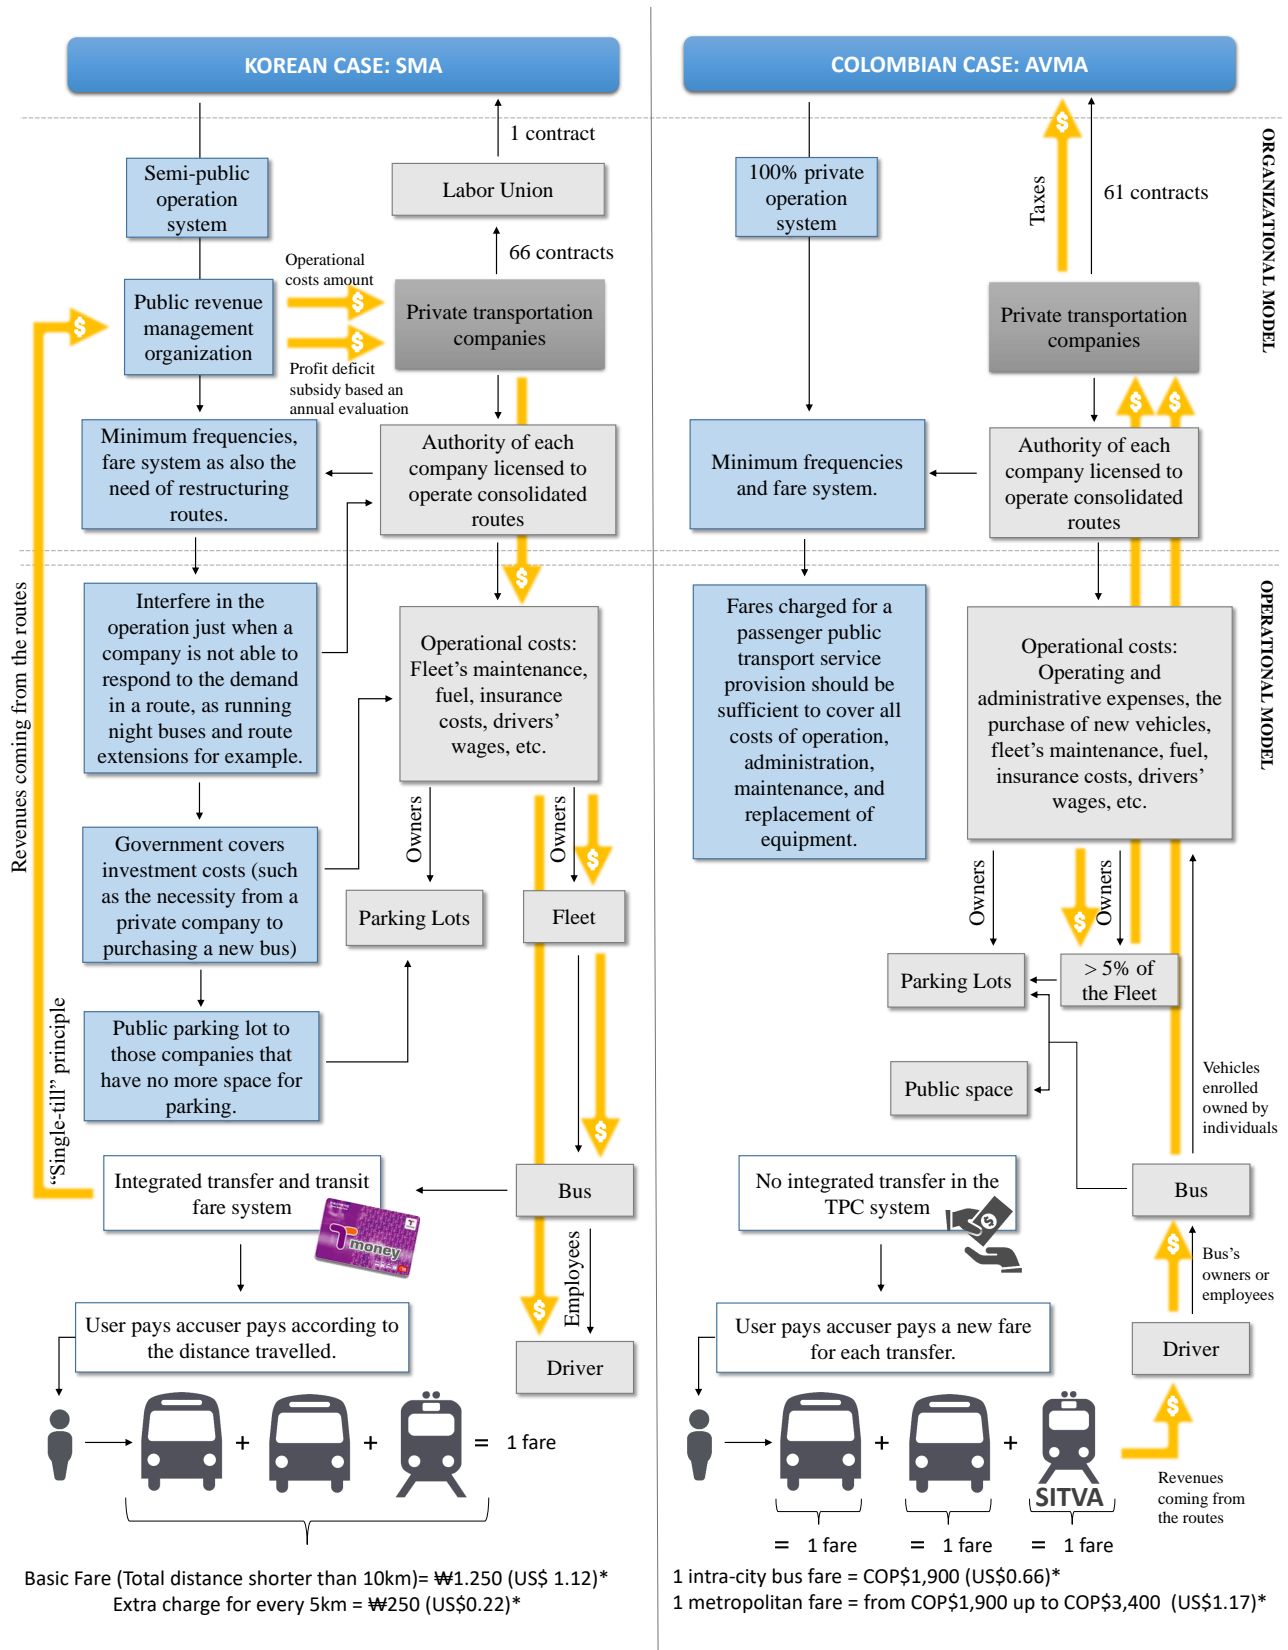 KOREAN CASE: SMA
1 contract
Semi-public
operation
system
Labor Union
66 contracts
Operational
costs amount
Public revenue
management
organization
Private transportation
companies
Profit deficit
subsidy based an
annual evaluation
Minimum frequencies,
fare system as also the
need of restructuring
routes.
Authority of each
company licensed to
operate consolidated
routes
Interfere in the
operation just when a
company is not able to
respond to the demand
in a route, as running
night buses and route
extensions for example.
Operational costs:
Fleet's maintenance,
fuel, insurance
costs, drivers'
wages, etc.
Revenues coming from the routes
"Single-till" principle
Government covers
investment costs (such
as the necessity from a
private company to
purchasing a new bus)
Owners
Owners
Parking Lots
Fleet
Public parking lot to
those companies that
have no more space for
parking.
Integrated transfer and transit
fare system
T money
Bus
Employees
User pays accuser pays according to
the distance travelled.
Driver
+ + = 1 fare
Basic Fare (Total distance shorter than 10km)= ₩1.250 (US$ 1.12)*
Extra charge for every 5km = ₩250 (US$0.22)*
COLOMBIAN CASE: AVMA
ORGANIZATIONAL MODEL
100% private
operation
system
Taxes
61 contracts
Private transportation
companies
Minimum frequencies
and fare system.
Authority of each
company licensed to
operate consolidated
routes
OPERATIONAL MODEL
Fares charged for a
passenger public
transport service
provision should be
sufficient to cover all
costs of operation,
administration,
maintenance, and
replacement of
equipment.
Operational costs:
Operating and
administrative expenses, the
purchase of new vehicles,
fleet's maintenance, fuel,
insurance costs, drivers'
wages, etc.
Owners
Owners
Parking Lots
> 5% of
the Fleet
Public space
Vehicles
enrolled
owned by
individuals
No integrated transfer in the
TPC system
Bus
Bus's
owners or
employees
User pays accuser pays a new fare
for each transfer.
Driver
+ +
SITVA
Revenues
coming from
the routes
= 1 fare = 1 fare = 1 fare
1 intra-city bus fare = COP$1,900 (US$0.66)*
1 metropolitan fare = from COP$1,900 up to COP$3,400 (US$1.17)*